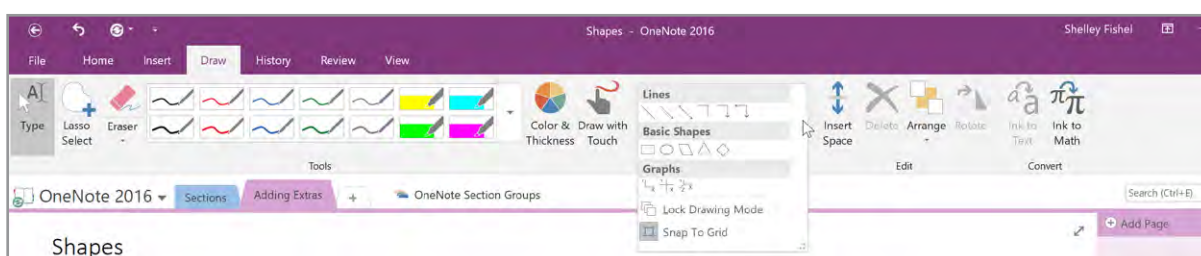 Shapes - OneNote 2016
Shelley Fishel
File Home Insert Draw History Review View
Type
Lasso Select
Eraser
Color & Thickness
Draw with Touch
Lines
Basic Shapes
Graphs
Lock Drawing Mode
Snap To Grid
Insert Space
Delete
Arrange
Rotate
Ink to Text
Ink to Math
Tools
Edit
Convert
OneNote 2016
Sections
Adding Extras
OneNote Section Groups
Search (Ctrl+E)
Add Page
Shapes